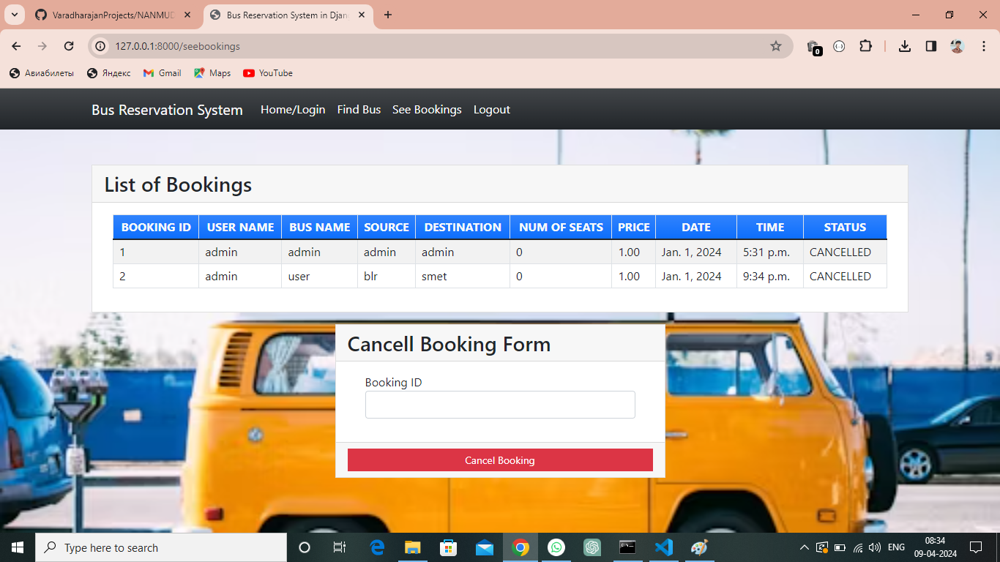 VaradharajanProjects/NANMUD
Bus Reservation System in Djan
127.0.0.1:8000/seebookings
0
Авиабилеты Яндекс Gmail Maps YouTube
Bus Reservation System Home/Login Find Bus See Bookings Logout
List of Bookings
BOOKING ID USER NAME BUS NAME SOURCE DESTINATION NUM OF SEATS PRICE DATE TIME STATUS
1 admin admin admin admin 0 1.00 Jan. 1, 2024 5:31 p.m. CANCELLED
2 admin user blr smet 0 1.00 Jan. 1, 2024 9:34 p.m. CANCELLED
Cancell Booking Form
Booking ID
Cancel Booking
Type here to search
ENG
08:34
09-04-2024